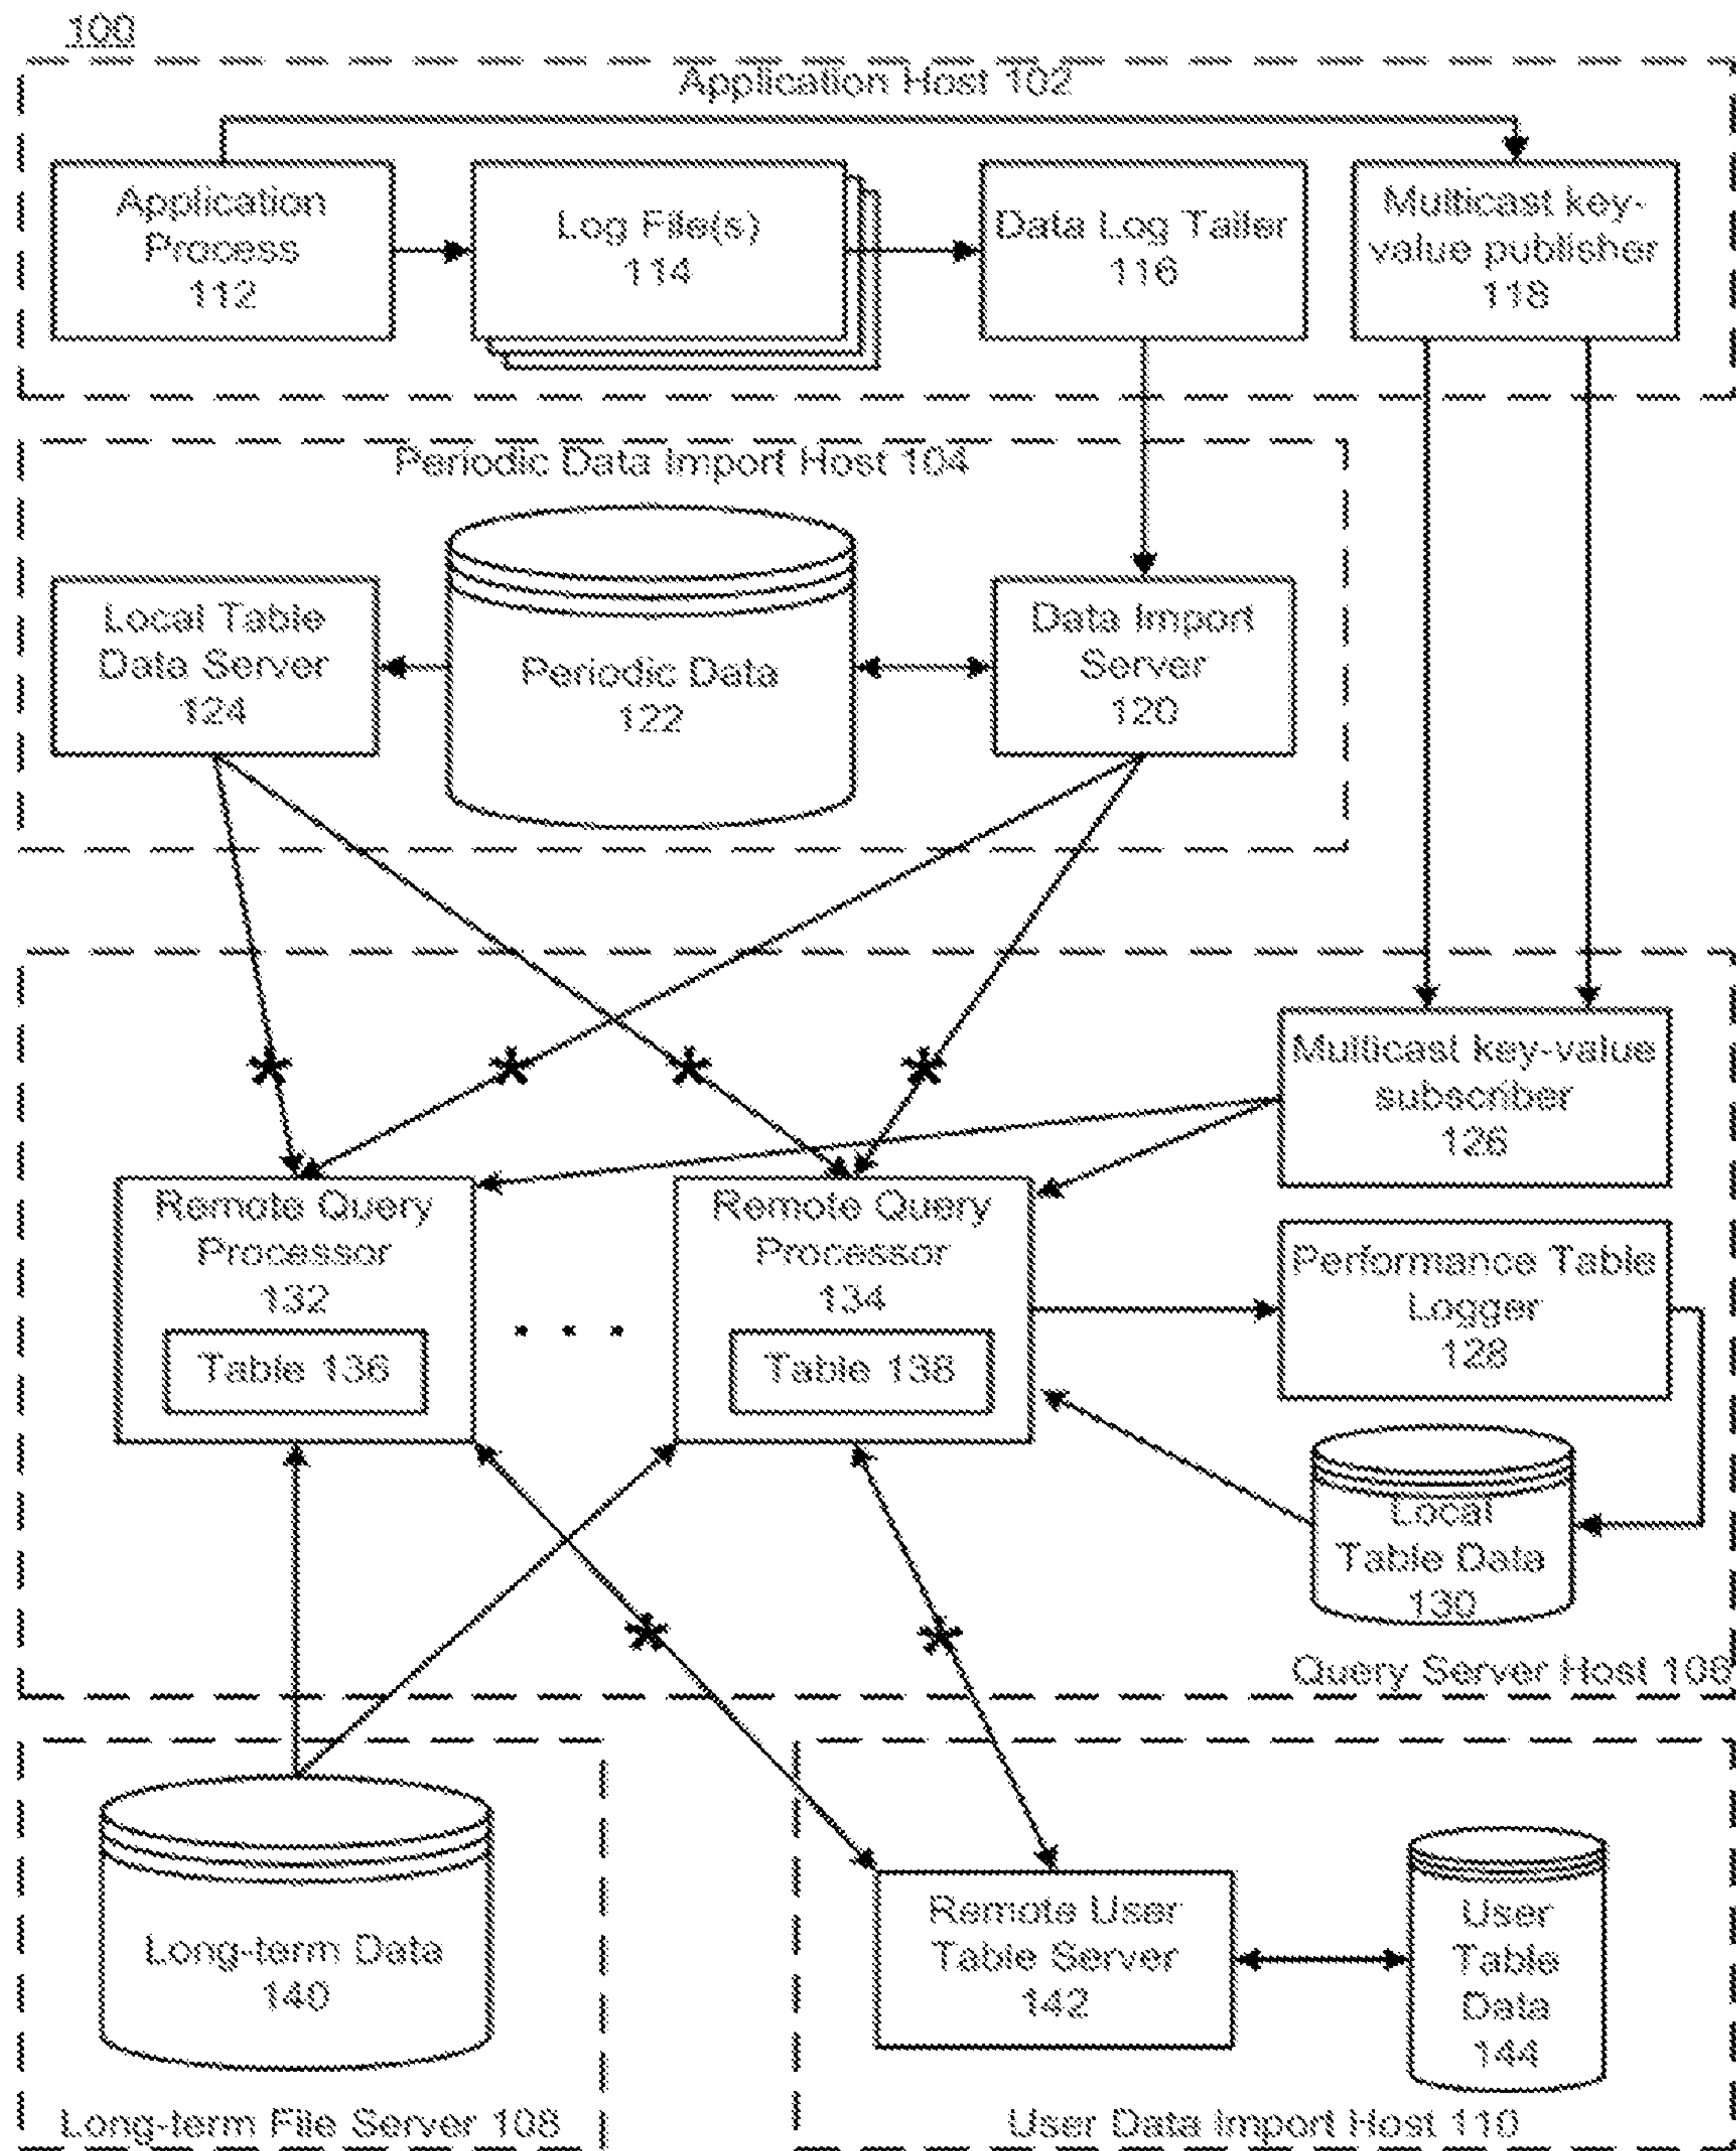 100
Application Host 102
Application
Process
112
Log File(s)
114
Data Log Tailer
116
Multicast key-
value publisher
118
Periodic Data Import Host 104
Local Table
Data Server
124
Periodic Data
122
Data Import
Server
120
Multicast key-value
subscriber
126
Remote Query
Processor
132
Table 136
. . .
Remote Query
Processor
134
Table 138
Performance Table
Logger
128
Local
Table Data
130
Query Server Host 106
Long-term Data
140
Long-term File Server 108
Remote User
Table Server
142
User
Table
Data
144
User Data Import Host 110